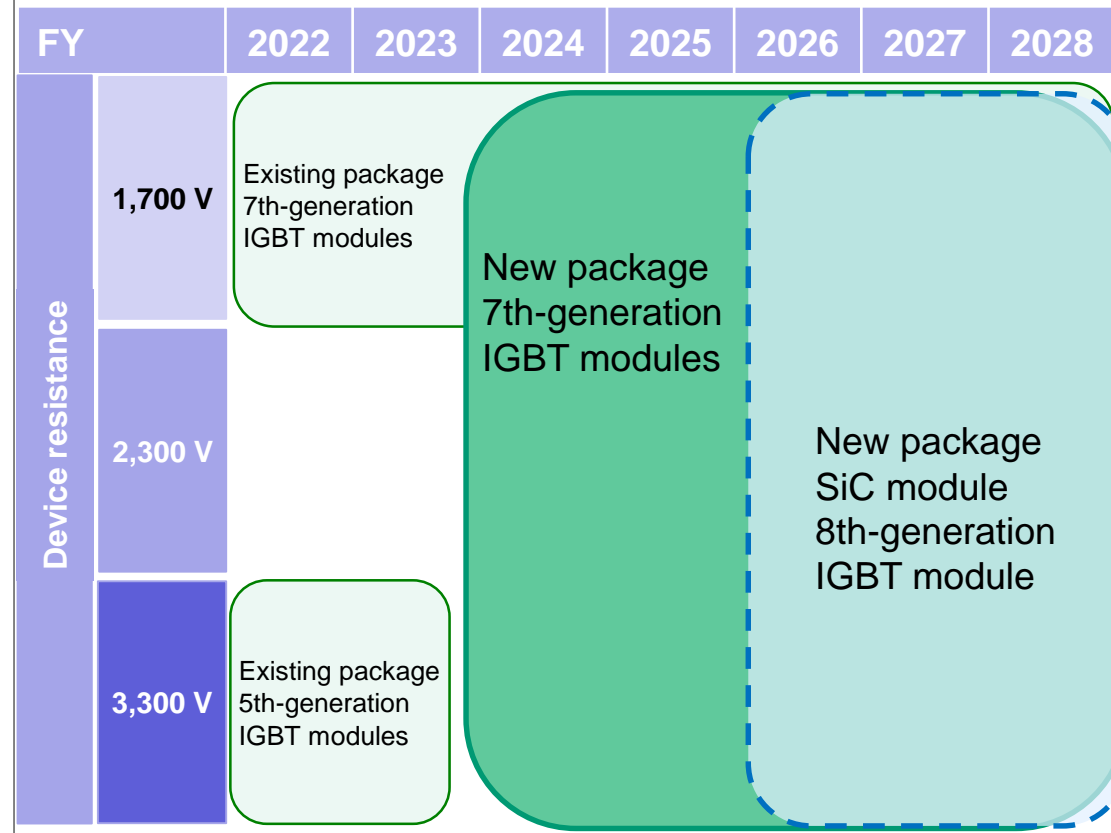 FY 2022 2023 2024 2025 2026 2027 2028
Device resistance
1,700 V
Existing package
7th-generation
IGBT modules
New package
7th-generation
IGBT modules
2,300 V
New package
SiC module
8th-generation
IGBT module
3,300 V
Existing package
5th-generation
IGBT modules